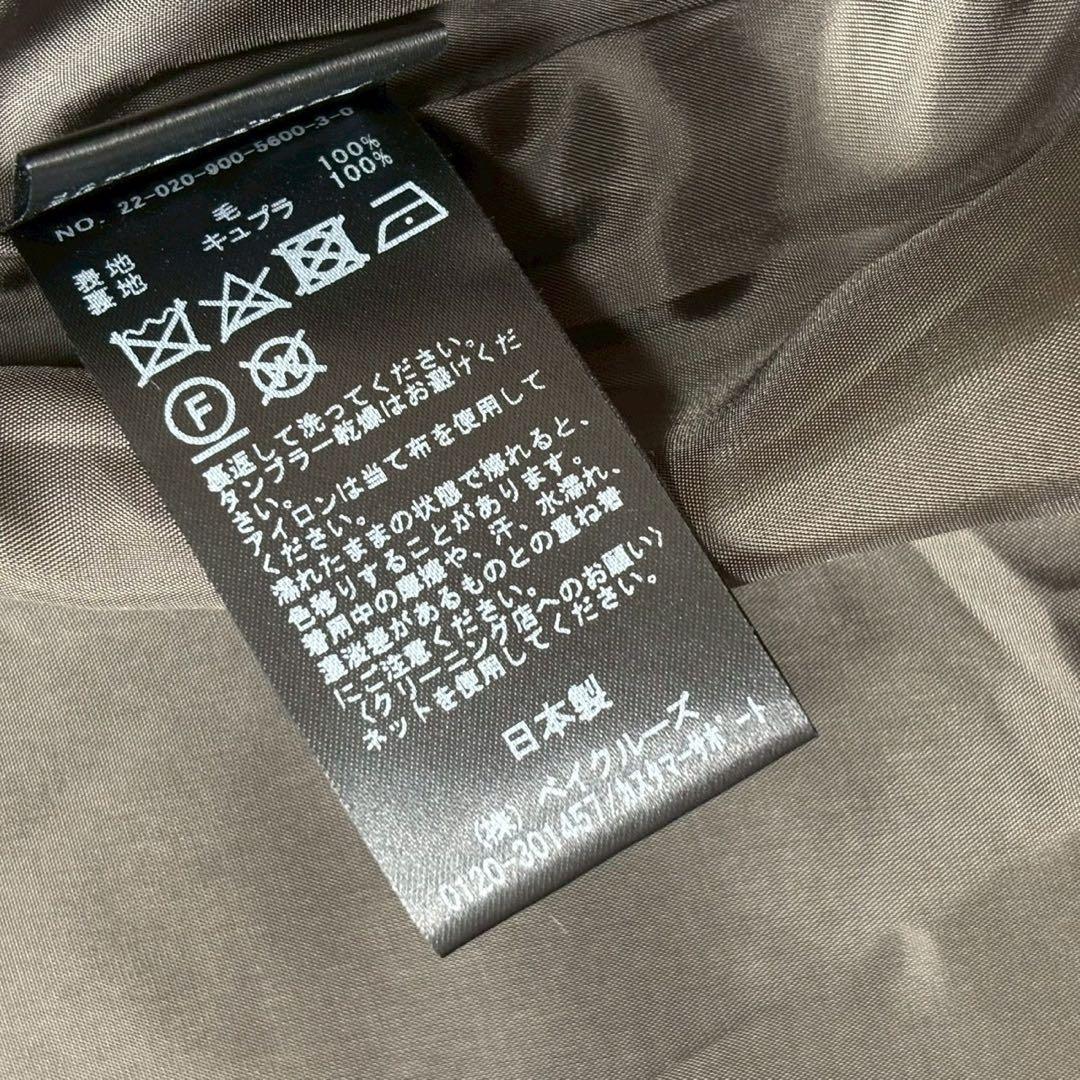 NO. 22-020-900-5600-3-0
表地 毛 100%
裏地 キュプラ 100%
F
W
裏返して洗ってください。
タンブラー乾燥はお避けくだ
さい。
アイロンは当て布を使用して
ください。
濡れたままの状態で擦れると、
色移りすることがあります。
着用中の摩擦や、汗、水濡れ、
濃淡差があるものとの重ね着
にご注意ください。
〈クリーニング店へのお願い〉
ネットを使用してください。
日本製
(株) ベイクルーズ
0120-301457/カスタマーサポート